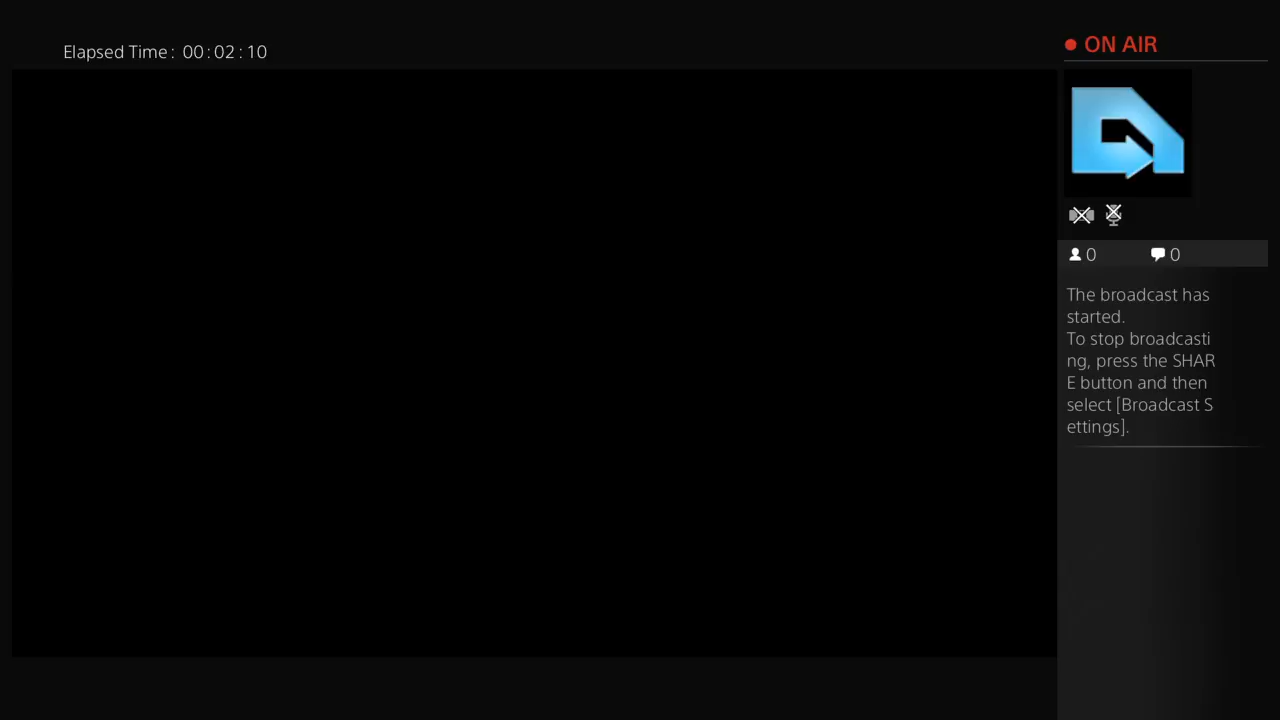 Elapsed Time: 00:02:10
ON AIR
0 0
The broadcast has
started.
To stop broadcasti
ng, press the SHAR
E button and then
select [Broadcast S
ettings].